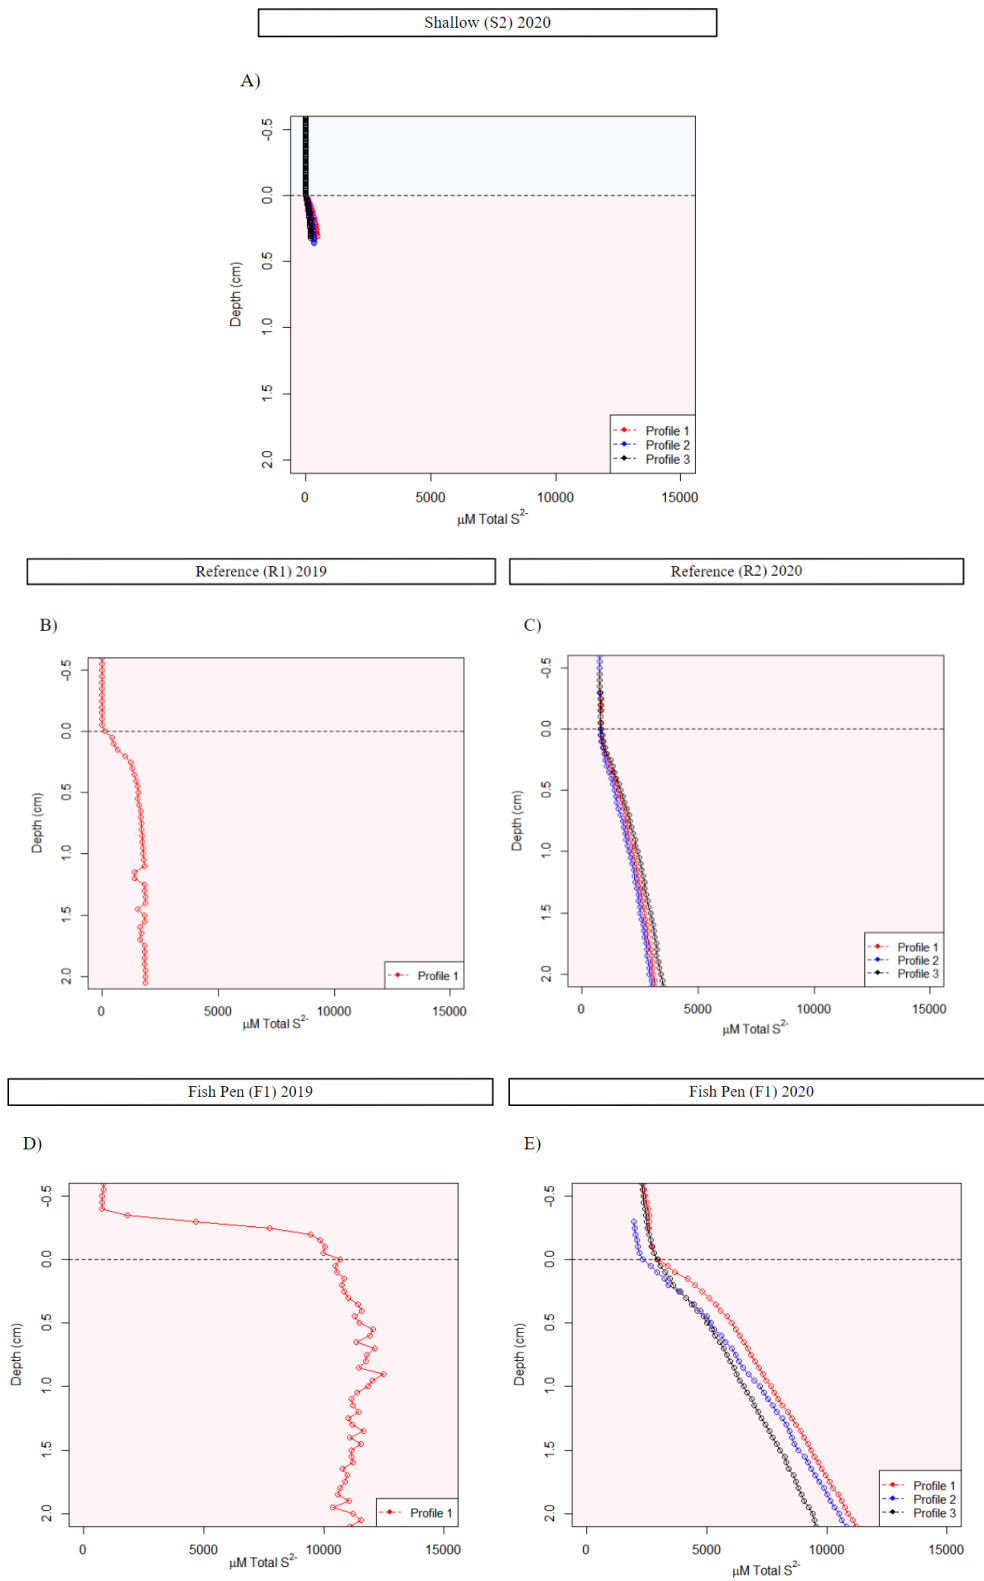 Shallow (S2) 2020
A)
-0.5
0.0
0.5
1.0
1.5
2.0
Depth (cm)
Profile 1
Profile 2
Profile 3
0 5000 10000 15000
µM Total S²⁻
Reference (R1) 2019
Reference (R2) 2020
B)
-0.5
0.0
0.5
1.0
1.5
2.0
Depth (cm)
Profile 1
0 5000 10000 15000
µM Total S²⁻
C)
-0.5
0.0
0.5
1.0
1.5
2.0
Depth (cm)
Profile 1
Profile 2
Profile 3
0 5000 10000 15000
µM Total S²⁻
Fish Pen (F1) 2019
Fish Pen (F1) 2020
D)
-0.5
0.0
0.5
1.0
1.5
2.0
Depth (cm)
Profile 1
0 5000 10000 15000
µM Total S²⁻
E)
-0.5
0.0
0.5
1.0
1.5
2.0
Depth (cm)
Profile 1
Profile 2
Profile 3
0 5000 10000 15000
µM Total S²⁻